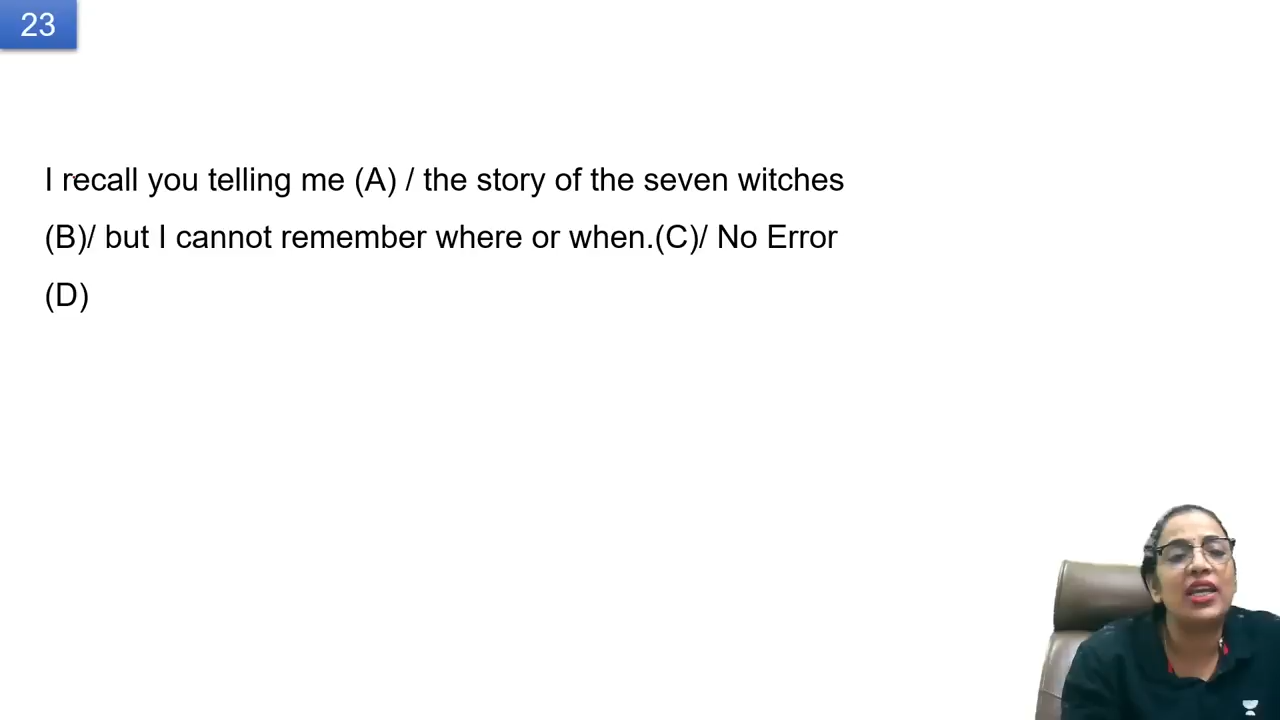 23
I recall you telling me (A) / the story of the seven witches
(B)/ but I cannot remember where or when.(C)/ No Error
(D)